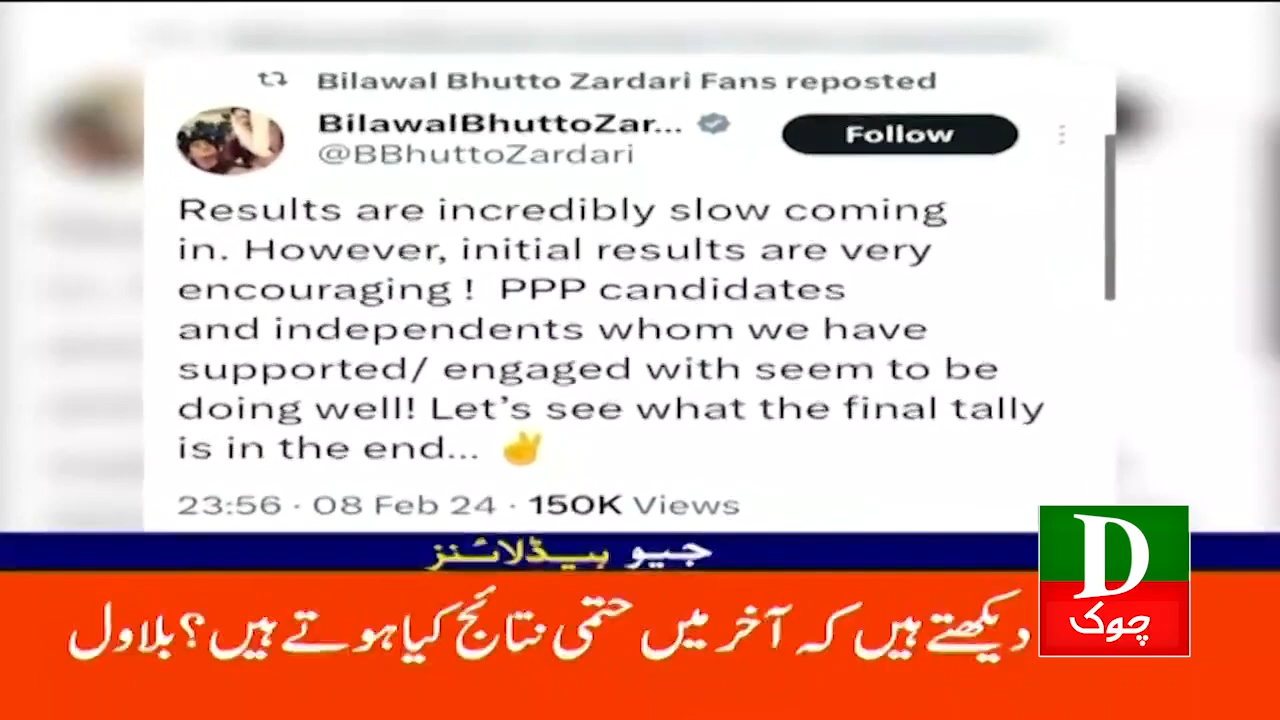 Bilawal Bhutto Zardari Fans reposted
BilawalBhuttoZar...
@BBhuttoZardari
Follow
Results are incredibly slow coming
in. However, initial results are very
encouraging ! PPP candidates
and independents whom we have
supported/ engaged with seem to be
doing well! Let's see what the final tally
is in the end... ✌
23:56 · 08 Feb 24 · 150K Views
جیو ہیڈلائنز
دیکھتے ہیں کہ آخر میں حتمی نتائج کیا ہوتے ہیں؟ بلاول
D
چوک